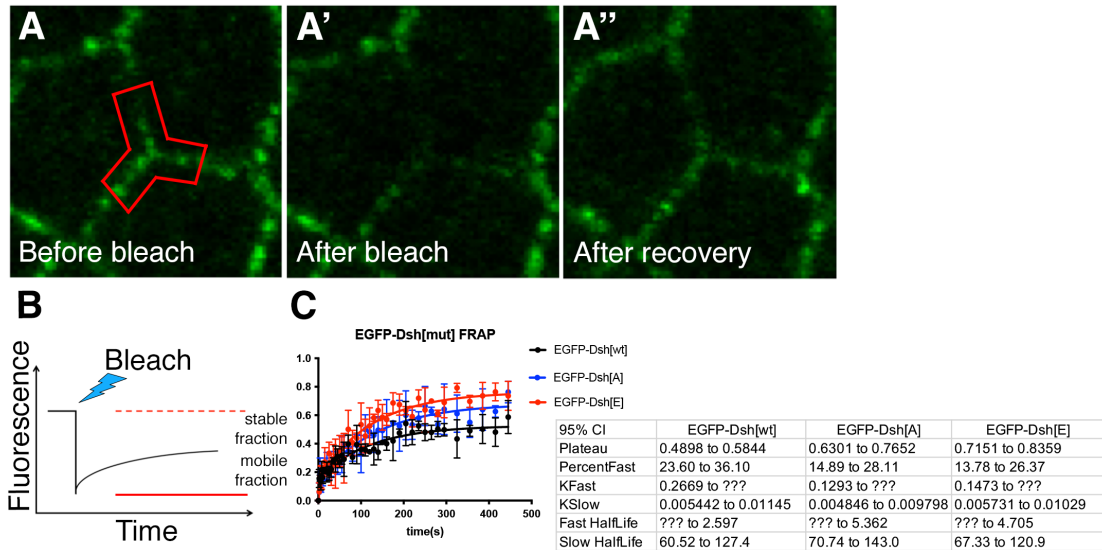 A
A'
A''
Before bleach
After bleach
After recovery
B
Fluorescence
Bleach
stable
fraction
mobile
fraction
Time
C
EGFP-Dsh[mut] FRAP
1.0
0.8
0.6
0.4
0.2
0.0
0 100 200 300 400 500
time(s)
EGFP-Dsh[wt]
EGFP-Dsh[A]
EGFP-Dsh[E]
95% CI EGFP-Dsh[wt] EGFP-Dsh[A] EGFP-Dsh[E]
Plateau 0.4898 to 0.5844 0.6301 to 0.7652 0.7151 to 0.8359
PercentFast 23.60 to 36.10 14.89 to 28.11 13.78 to 26.37
KFast 0.2669 to ??? 0.1293 to ??? 0.1473 to ???
KSlow 0.005442 to 0.01145 0.004846 to 0.009798 0.005731 to 0.01029
Fast HalfLife ??? to 2.597 ??? to 5.362 ??? to 4.705
Slow HalfLife 60.52 to 127.4 70.74 to 143.0 67.33 to 120.9